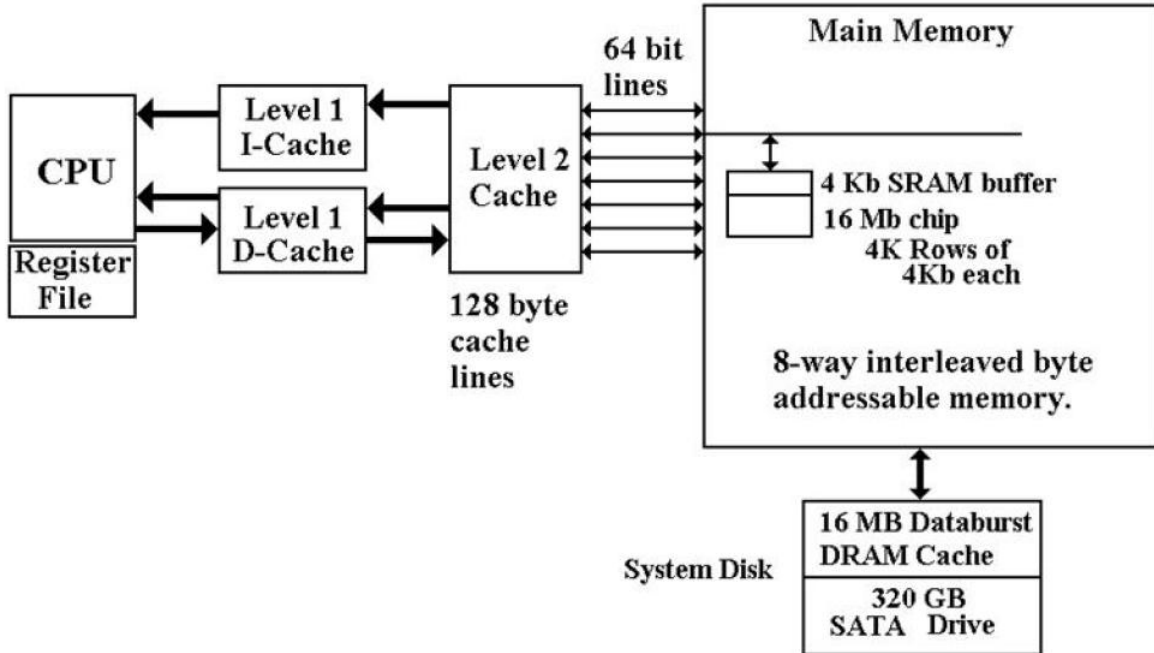 Main Memory
64 bit
lines
Level 1
I-Cache
CPU
Level 2
Cache
Level 1
D-Cache
Register
File
128 byte
cache
lines
4 Kb SRAM buffer
16 Mb chip
4K Rows of
4Kb each
8-way interleaved byte
addressable memory.
System Disk
16 MB Databurst
DRAM Cache
320 GB
SATA Drive